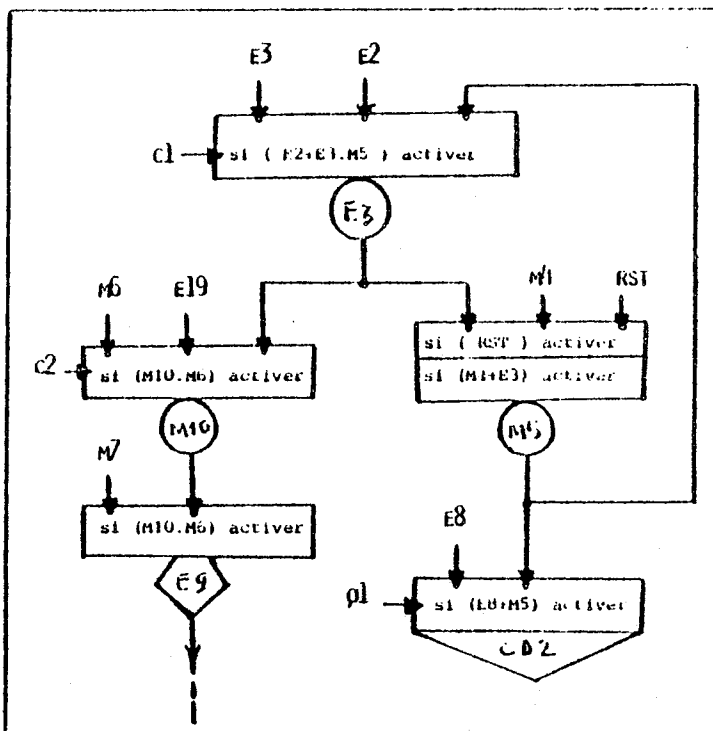 E3 E2
c1 si ( E2+E3.M5 ) activer
E3
M6 E19 M1 RST
si ( RST ) activer
c2 si (M10.M6) activer si (M1+E3) activer
M10 M5
M7
si (M10.M6) activer
E8
E9
p1 si (E8+M5) activer
CD2